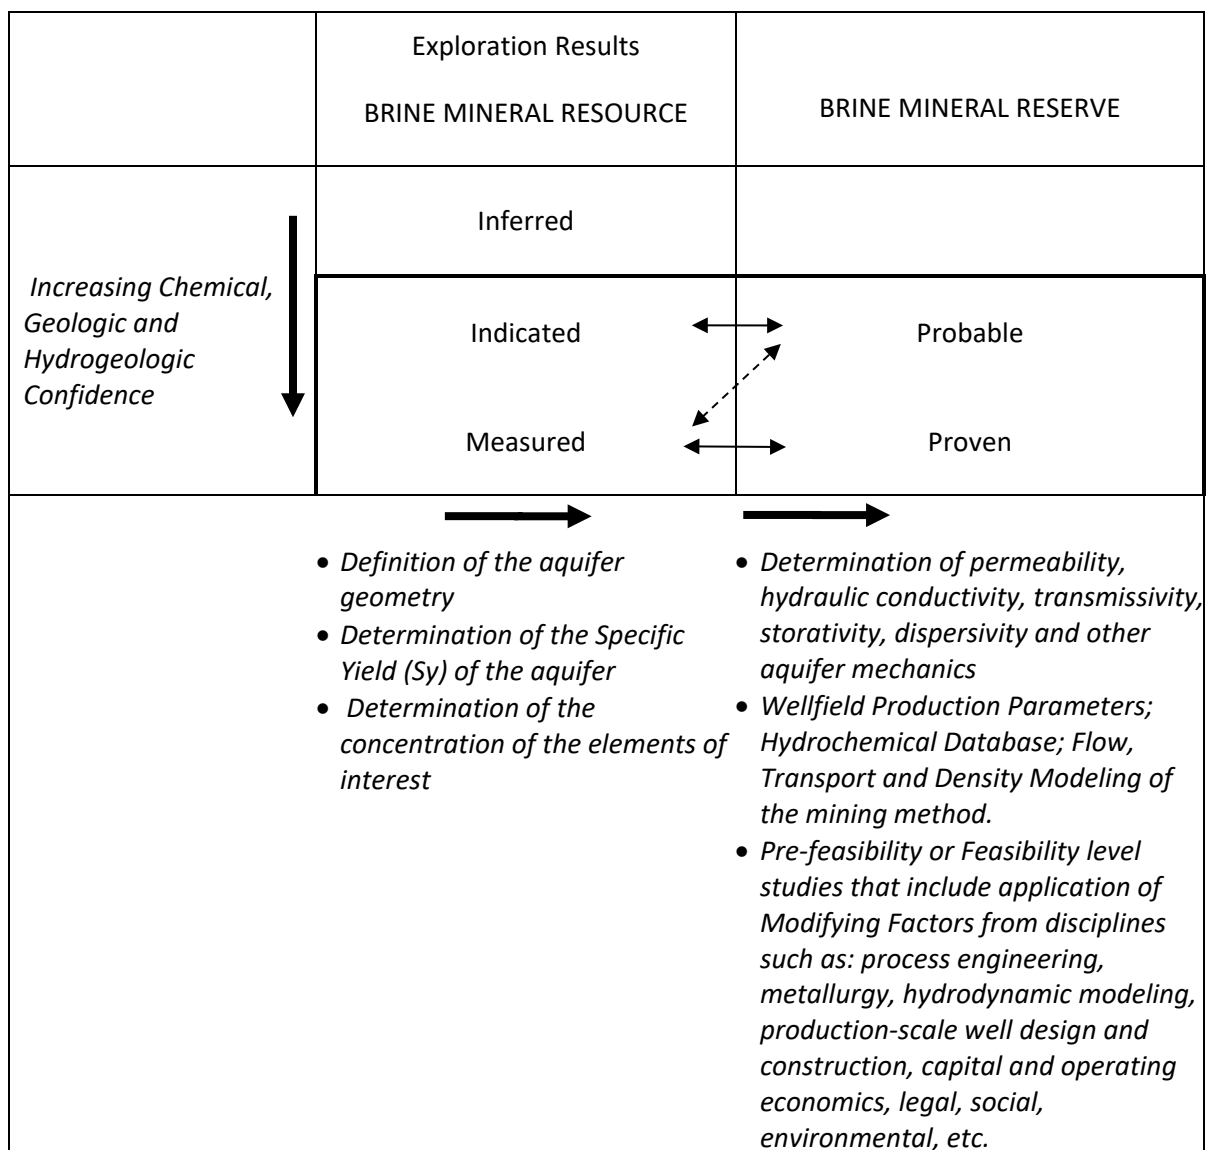 Exploration Results
BRINE MINERAL RESOURCE
BRINE MINERAL RESERVE
Inferred
Increasing Chemical,
Geologic and
Hydrogeologic
Confidence
Indicated
Probable
Measured
Proven
• Definition of the aquifer
geometry
• Determination of the Specific
Yield (Sy) of the aquifer
• Determination of the
concentration of the elements of
interest
• Determination of permeability,
hydraulic conductivity, transmissivity,
storativity, dispersivity and other
aquifer mechanics
• Wellfield Production Parameters;
Hydrochemical Database; Flow,
Transport and Density Modeling of
the mining method.
• Pre-feasibility or Feasibility level
studies that include application of
Modifying Factors from disciplines
such as: process engineering,
metallurgy, hydrodynamic modeling,
production-scale well design and
construction, capital and operating
economics, legal, social,
environmental, etc.